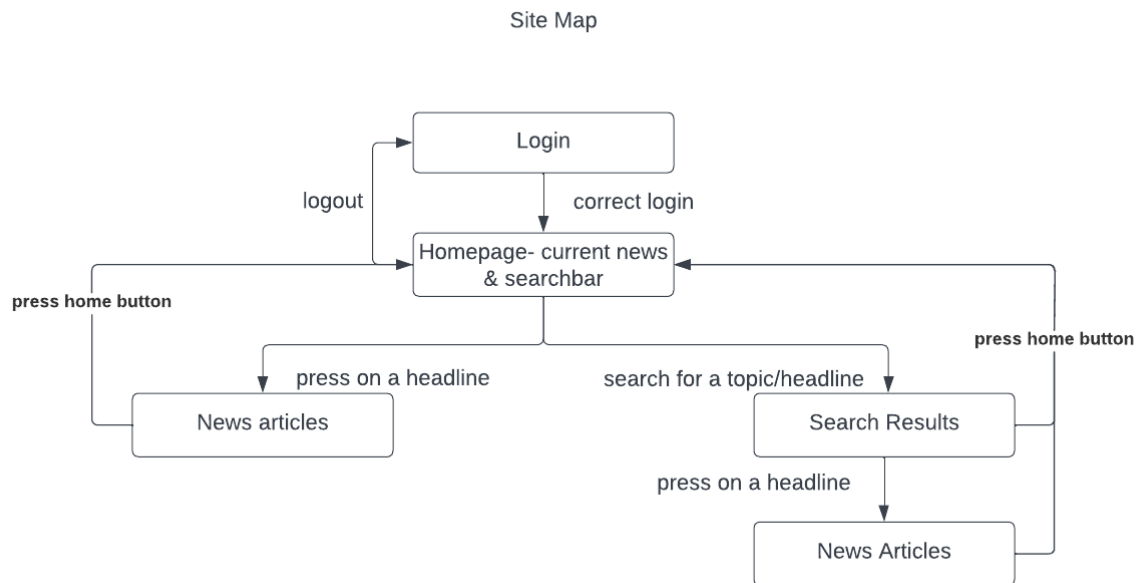 Site Map
Login
logout
correct login
Homepage- current news
& searchbar
press home button
press home button
press on a headline
search for a topic/headline
News articles
Search Results
press on a headline
News Articles